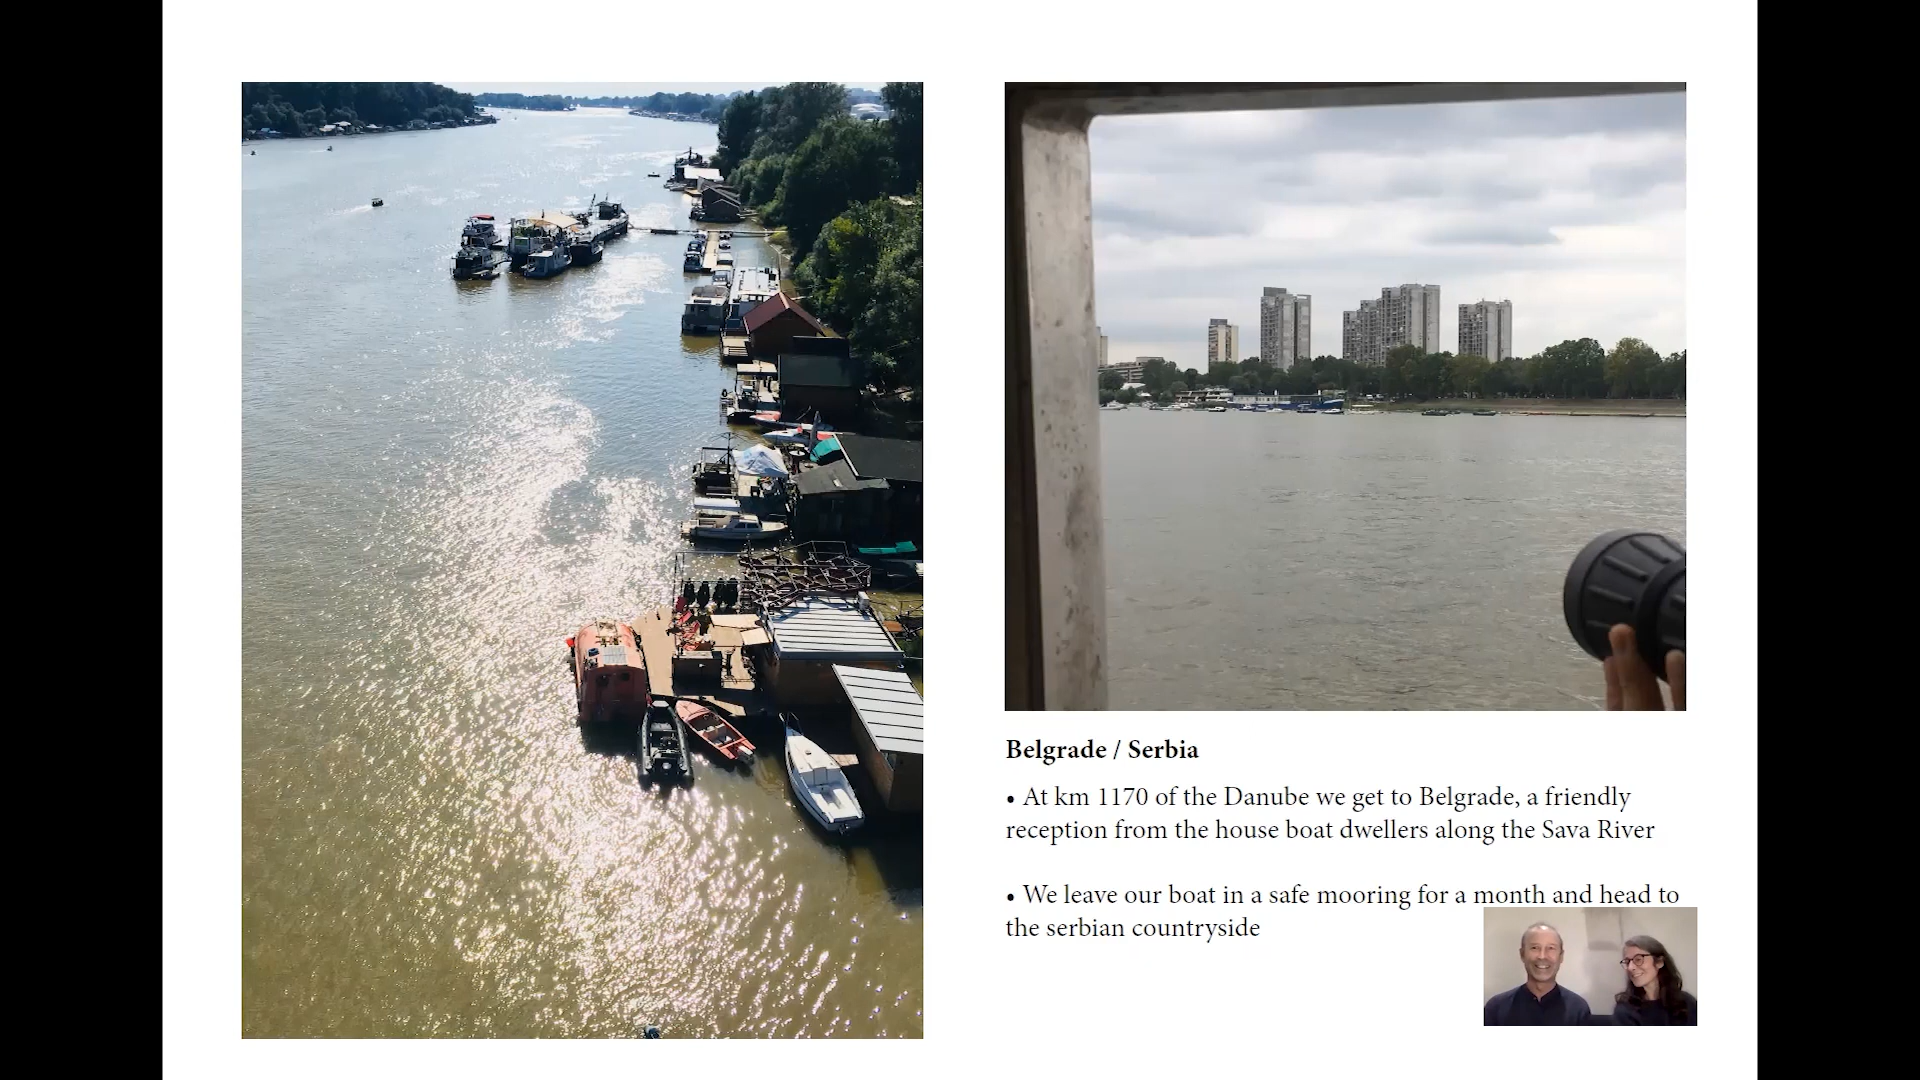 Belgrade / Serbia
• At km 1170 of the Danube we get to Belgrade, a friendly
reception from the house boat dwellers along the Sava River
• We leave our boat in a safe mooring for a month and head to
the serbian countryside